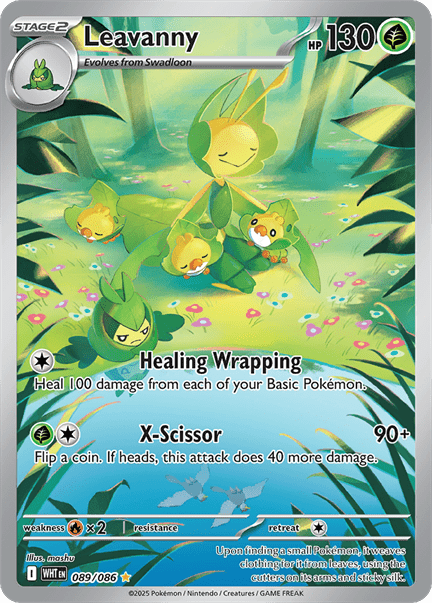 STAGE2
Leavanny
HP 130
Evolves from Swadloon
Healing Wrapping
Heal 100 damage from each of your Basic Pokémon.
X-Scissor 90+
Flip a coin. If heads, this attack does 40 more damage.
weakness ×2 resistance retreat
Illus. mashu
I WHT EN 089/086
Upon finding a small Pokémon, it weaves
clothing for it from leaves, using the
cutters on its arms and sticky silk.
©2025 Pokémon / Nintendo / Creatures / GAME FREAK